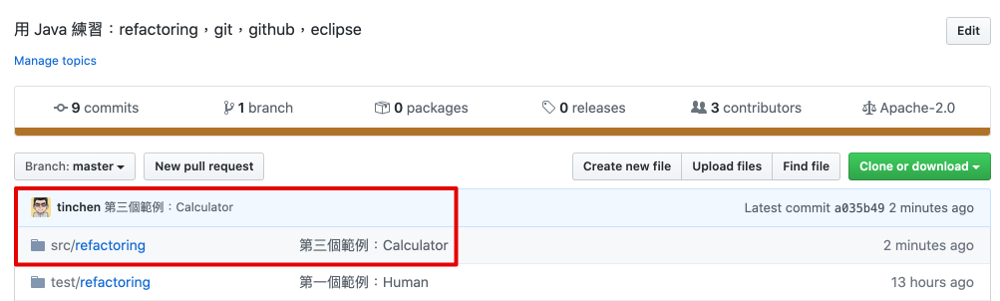 用 Java 練習：refactoring，git，github，eclipse
Edit
Manage topics
9 commits 1 branch 0 packages 0 releases 3 contributors Apache-2.0
Branch: master New pull request Create new file Upload files Find file Clone or download
tinchen 第三個範例：Calculator Latest commit a035b49 2 minutes ago
src/refactoring 第三個範例：Calculator 2 minutes ago
test/refactoring 第一個範例：Human 13 hours ago